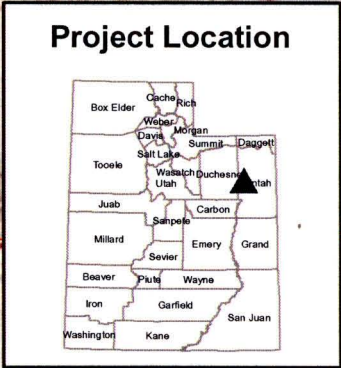 Project Location
Cache
Rich
Box Elder
Weber
Morgan
Davis
Daggett
Summit
Salt Lake
Tooele
Wasatch
Duchesne
Utah
Juab
Carbon
Sanpete
Millard
Emery
Grand
Sevier
Beaver
Piute
Wayne
Iron
Garfield
San Juan
Washington
Kane